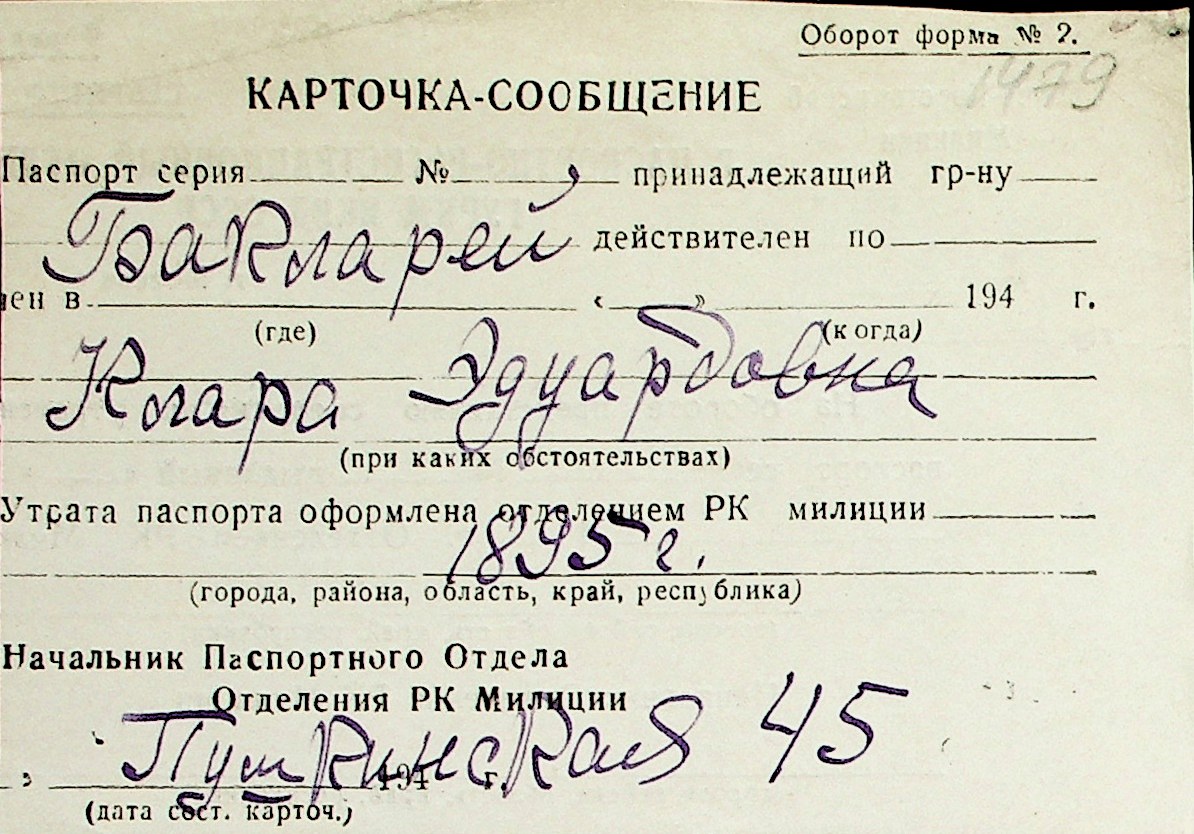 Оборот форма № 2.
1479
КАРТОЧКА-СООБЩЕНИЕ
Паспорт серия № , принадлежащий гр-ну
Бакларей действителен по
ен в « » 194 г.
(где) (когда)
Клара Эдуардовна
(при каких обстоятельствах)
Утрата паспорта оформлена отделением РК милиции
1895 г.
(города, района, область, край, республика)
Начальник Паспортного Отдела
Отделения РК Милиции
Пушкинская 45
» 194 г.
(дата сост. карточ.)